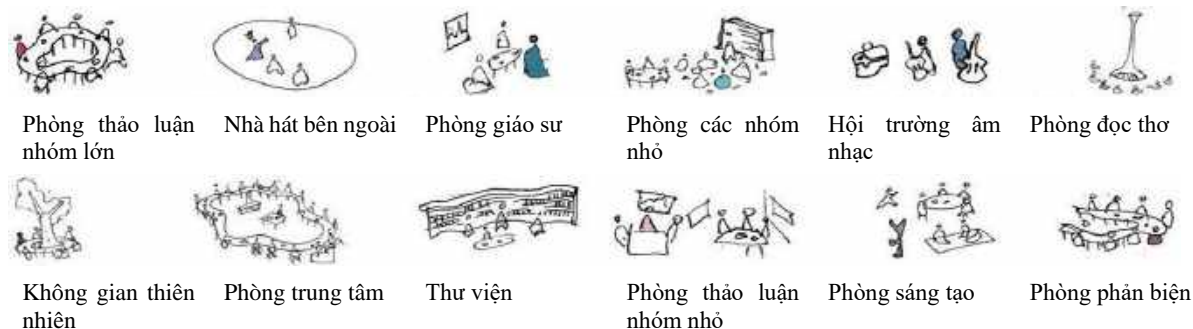 Phòng thảo luận nhóm lớn
Nhà hát bên ngoài
Phòng giáo sư
Phòng các nhóm nhỏ
Hội trường âm nhạc
Phòng đọc thơ
Không gian thiên nhiên
Phòng trung tâm
Thư viện
Phòng thảo luận nhóm nhỏ
Phòng sáng tạo
Phòng phản biện